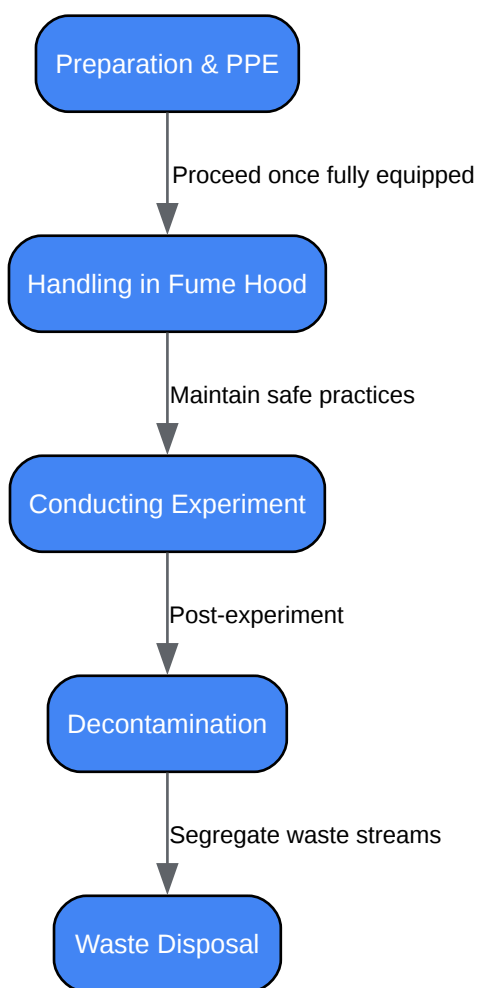 Preparation & PPE
Proceed once fully equipped
Handling in Fume Hood
Maintain safe practices
Conducting Experiment
Post-experiment
Decontamination
Segregate waste streams
Waste Disposal